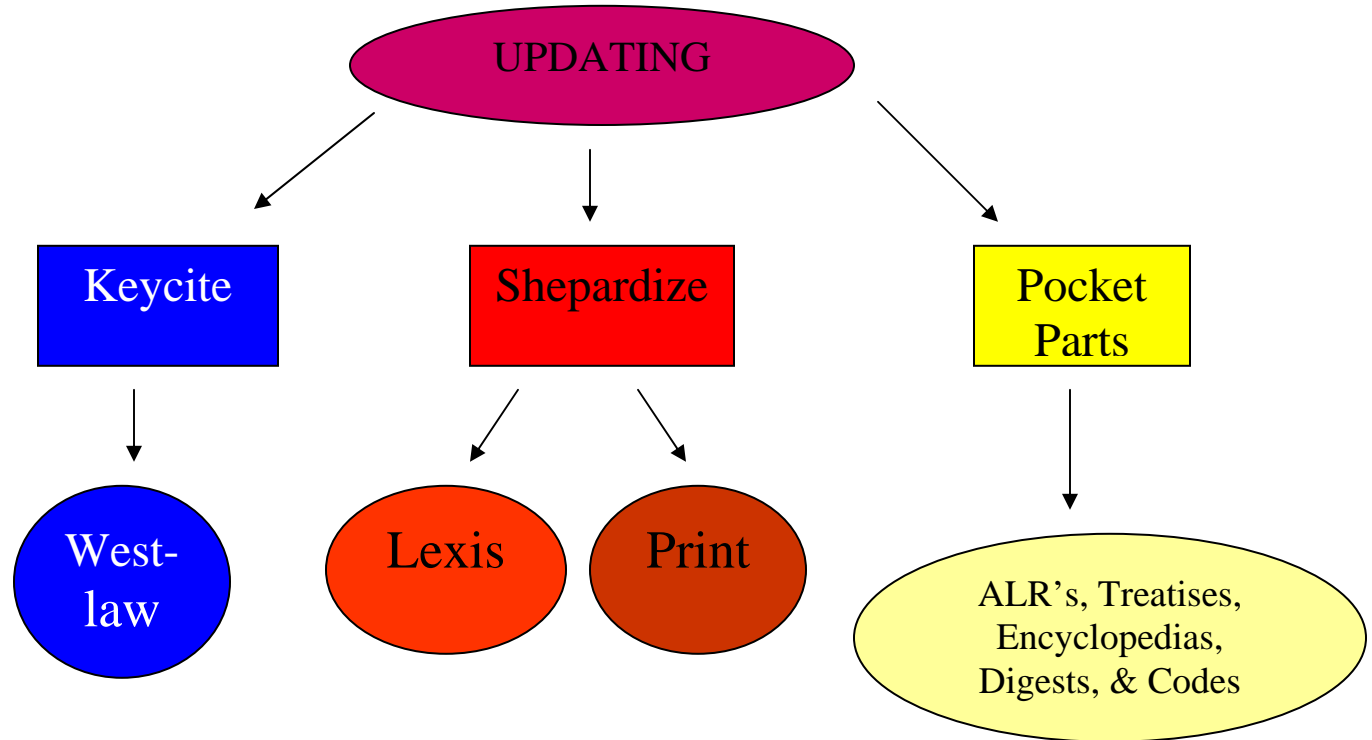 UPDATING
Keycite
Shepardize
Pocket
Parts
West-
law
Lexis
Print
ALR’s, Treatises,
Encyclopedias,
Digests, & Codes